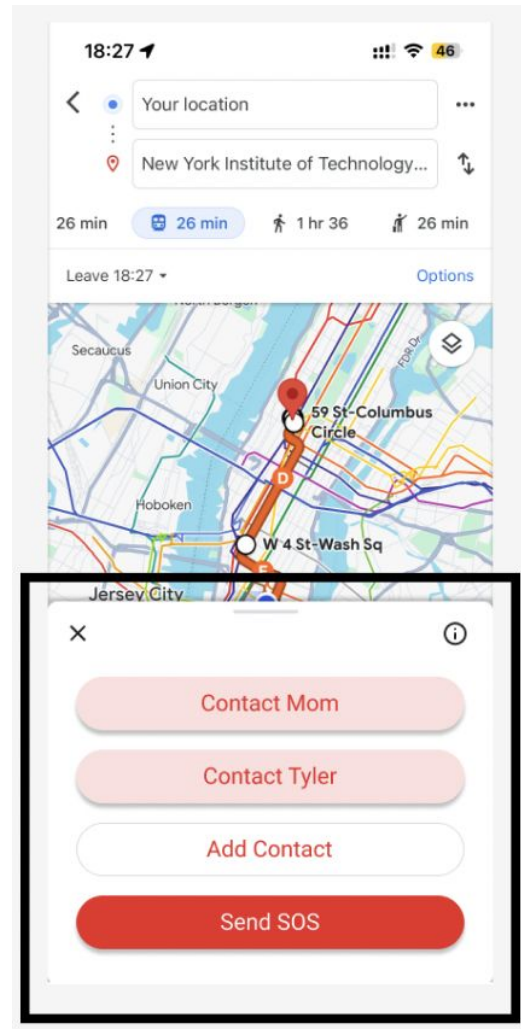 18:27
46
Your location
New York Institute of Technology...
26 min
26 min
1 hr 36
26 min
Leave 18:27
Options
Secaucus
FDR Dr
Union City
59 St-Columbus
Circle
D
Hoboken
W 4 St-Wash Sq
F
Jersey City
Contact Mom
Contact Tyler
Add Contact
Send SOS